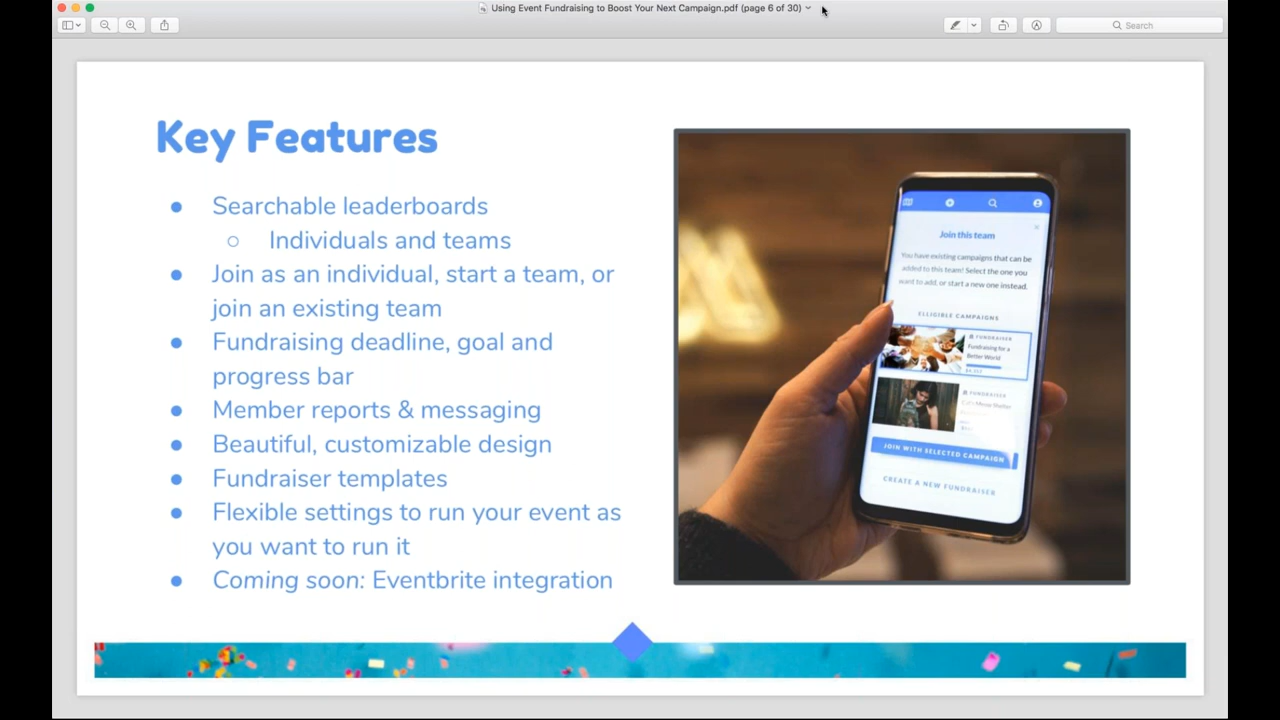 Using Event Fundraising to Boost Your Next Campaign.pdf (page 6 of 30)
Search
Key Features
● Searchable leaderboards
○ Individuals and teams
● Join as an individual, start a team, or
join an existing team
● Fundraising deadline, goal and
progress bar
● Member reports & messaging
● Beautiful, customizable design
● Fundraiser templates
● Flexible settings to run your event as
you want to run it
● Coming soon: Eventbrite integration
Join this team
You have existing campaigns that can be
added to this team! Select the one you
want to add, or start a new one instead.
ELLIGIBLE CAMPAIGNS
FUNDRAISER
Fundraising for a
Better World
FUNDRAISER
JOIN WITH SELECTED CAMPAIGN
CREATE A NEW FUNDRAISER